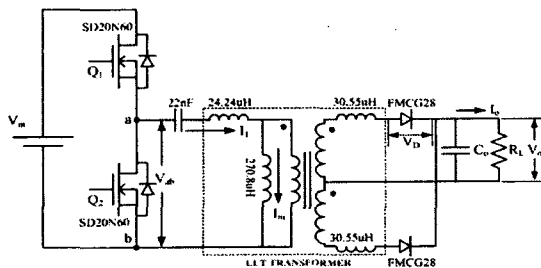 SD20N60
Q1
Vin
a
22nF
24.24uH
I1
270.8uH
Im
Vab
Q2
SD20N60
b
30.55uH
FMCG28
VD
Io
Co
RL
Vo
30.55uH
FMCG28
LLT TRANSFORMER